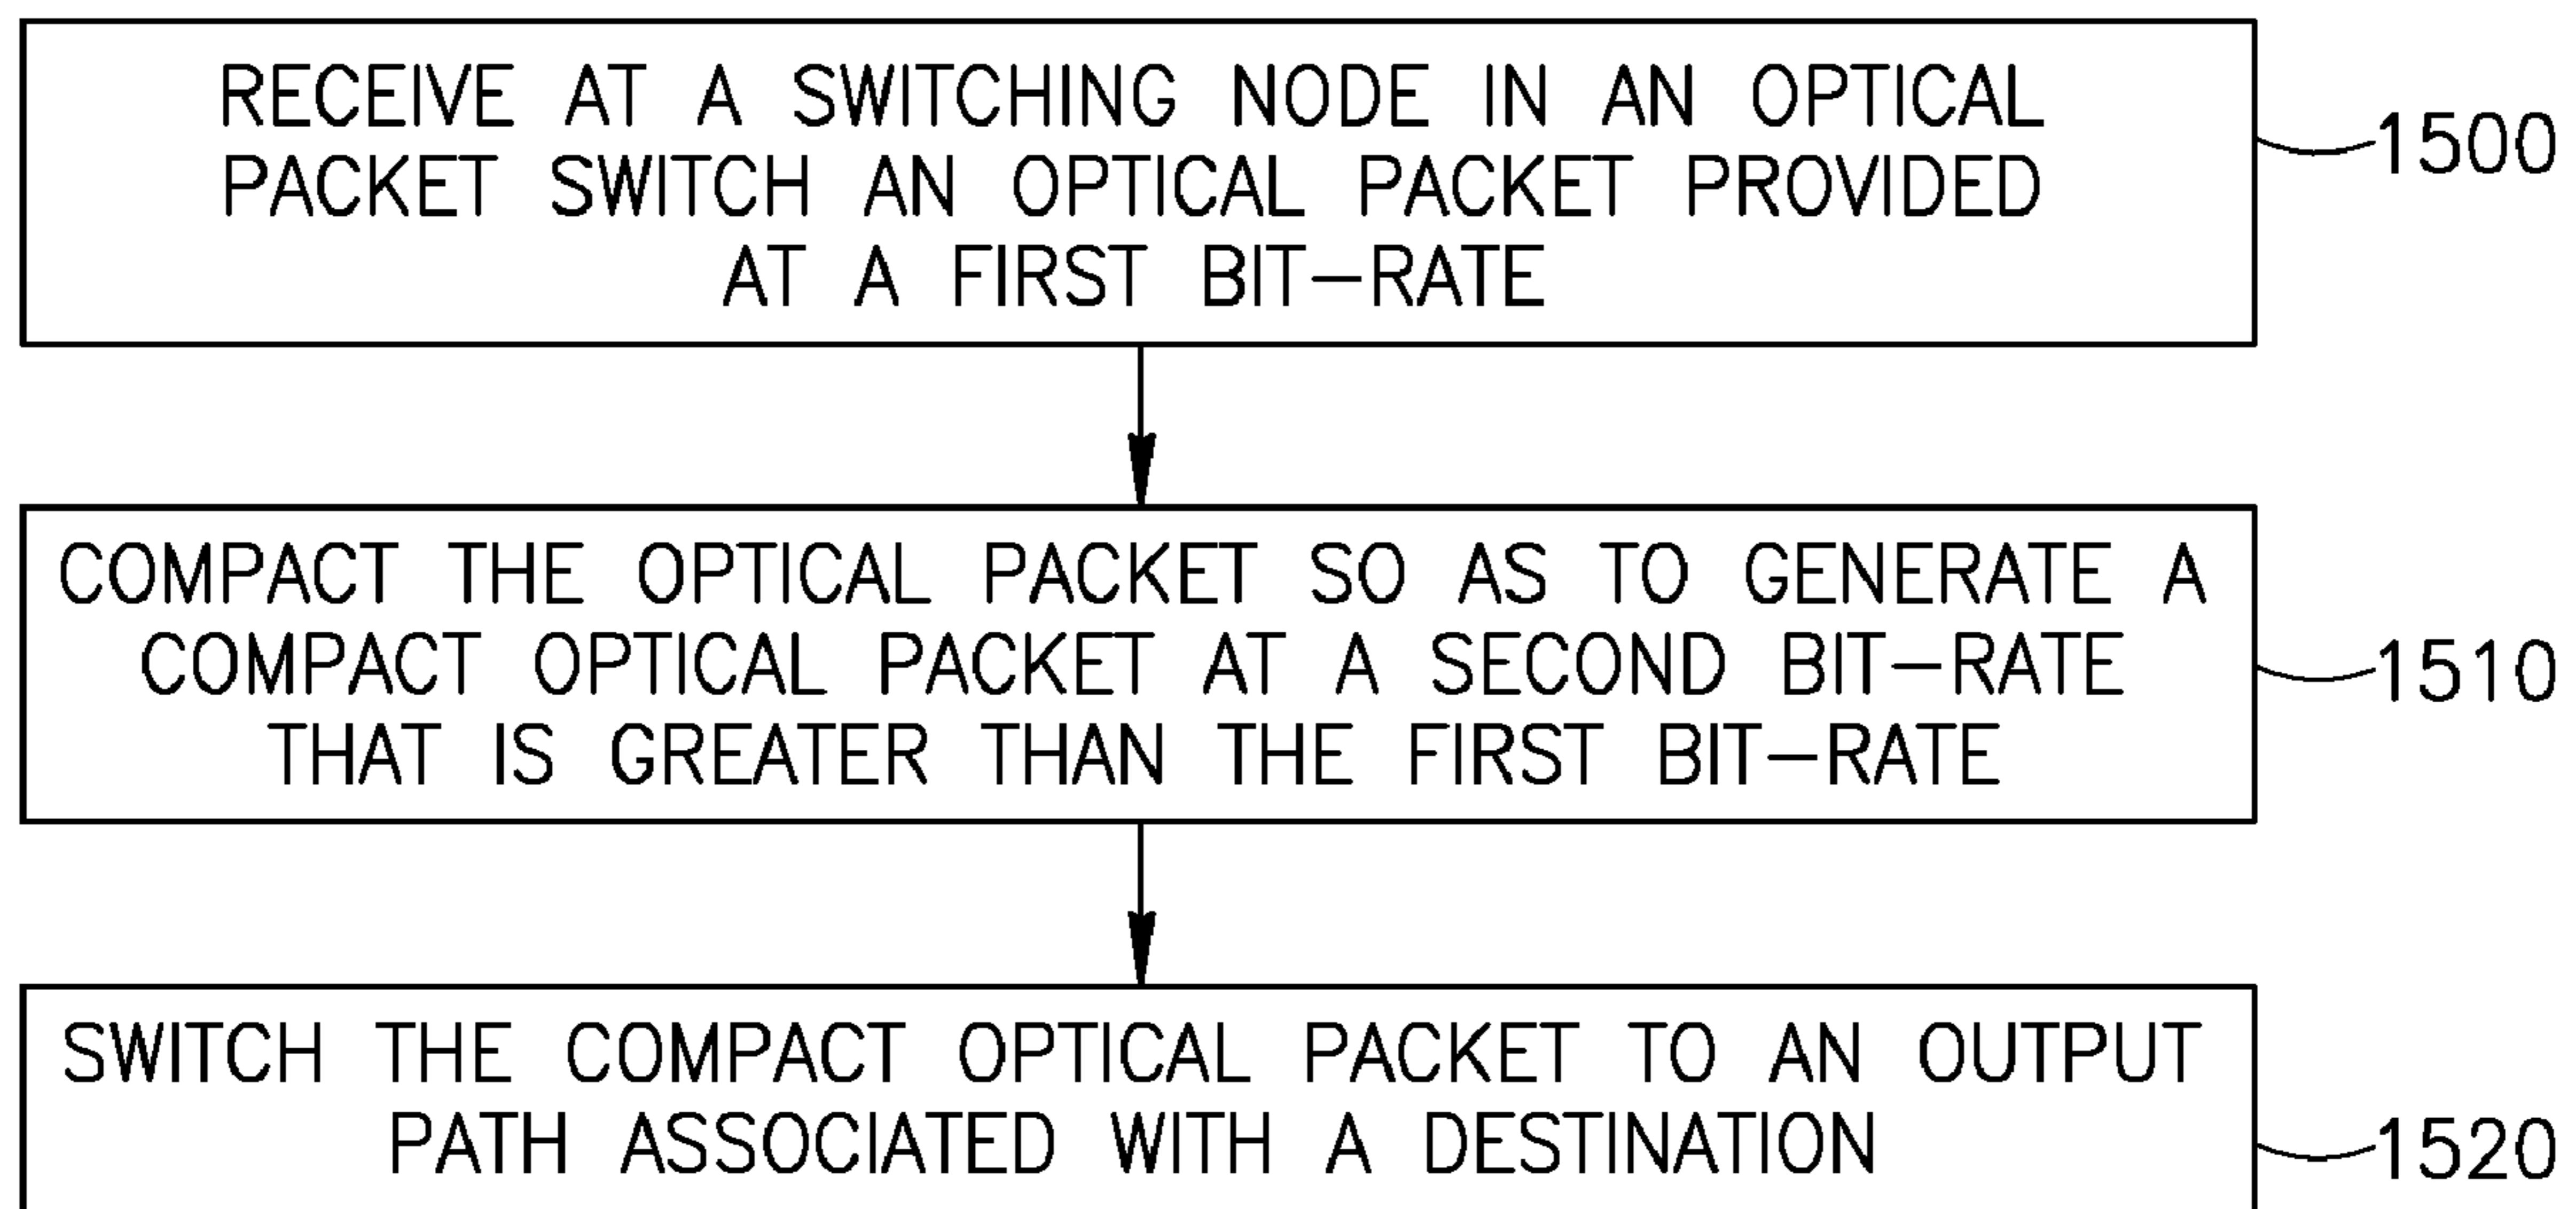 RECEIVE AT A SWITCHING NODE IN AN OPTICAL
PACKET SWITCH AN OPTICAL PACKET PROVIDED
AT A FIRST BIT-RATE
1500
COMPACT THE OPTICAL PACKET SO AS TO GENERATE A
COMPACT OPTICAL PACKET AT A SECOND BIT-RATE
THAT IS GREATER THAN THE FIRST BIT-RATE
1510
SWITCH THE COMPACT OPTICAL PACKET TO AN OUTPUT
PATH ASSOCIATED WITH A DESTINATION
1520